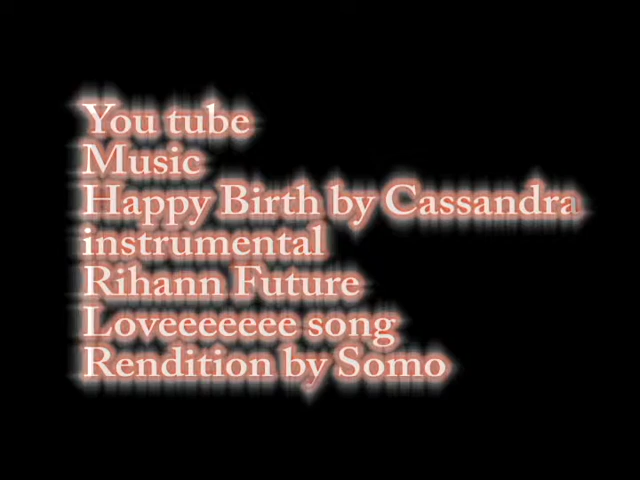 You tube
Music
Happy Birth by Cassandra
instrumental
Rihann Future
Loveeeeeee song
Rendition by Somo